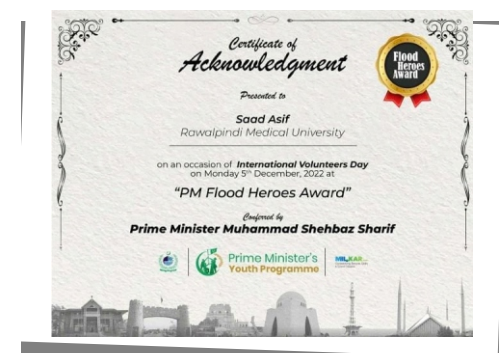 Certificate of
Acknowledgment
Flood
Heroes
Award
Presented to
Saad Asif
Rawalpindi Medical University
on an occasion of International Volunteers Day
on Monday 5th December, 2022 at
“PM Flood Heroes Award”
Conferred by
Prime Minister Muhammad Shehbaz Sharif
Prime Minister's
Youth Programme